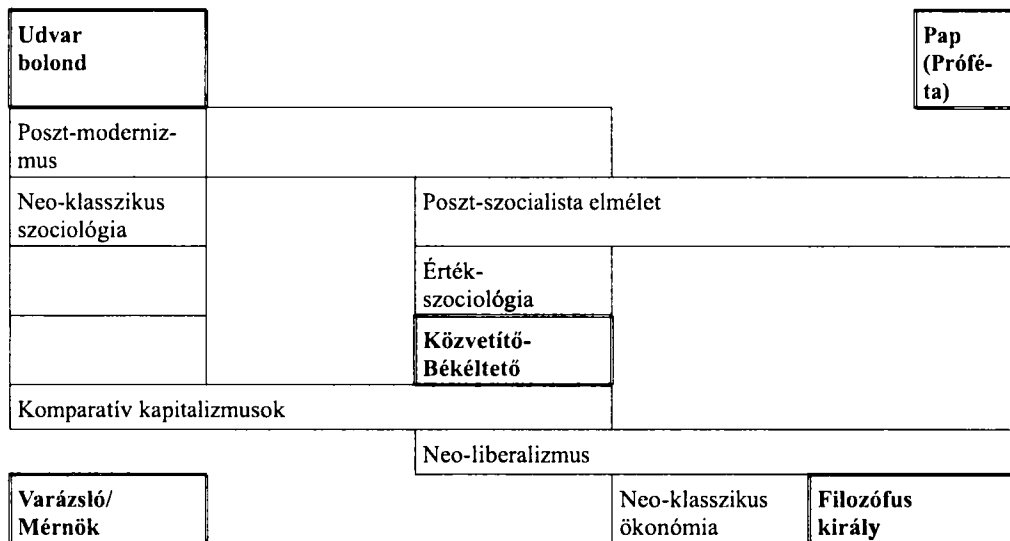 Udvar
bolond
Pap
(Prófé-
ta)
Poszt-moderniz-
mus
Neo-klasszikus
szociológia
Poszt-szocialista elmélet
Érték-
szociológia
Közvetítő-
Békéltető
Komparatív kapitalizmusok
Neo-liberalizmus
Varázsló/
Mérnök
Neo-klasszikus
ökonómia
Filozófus
király